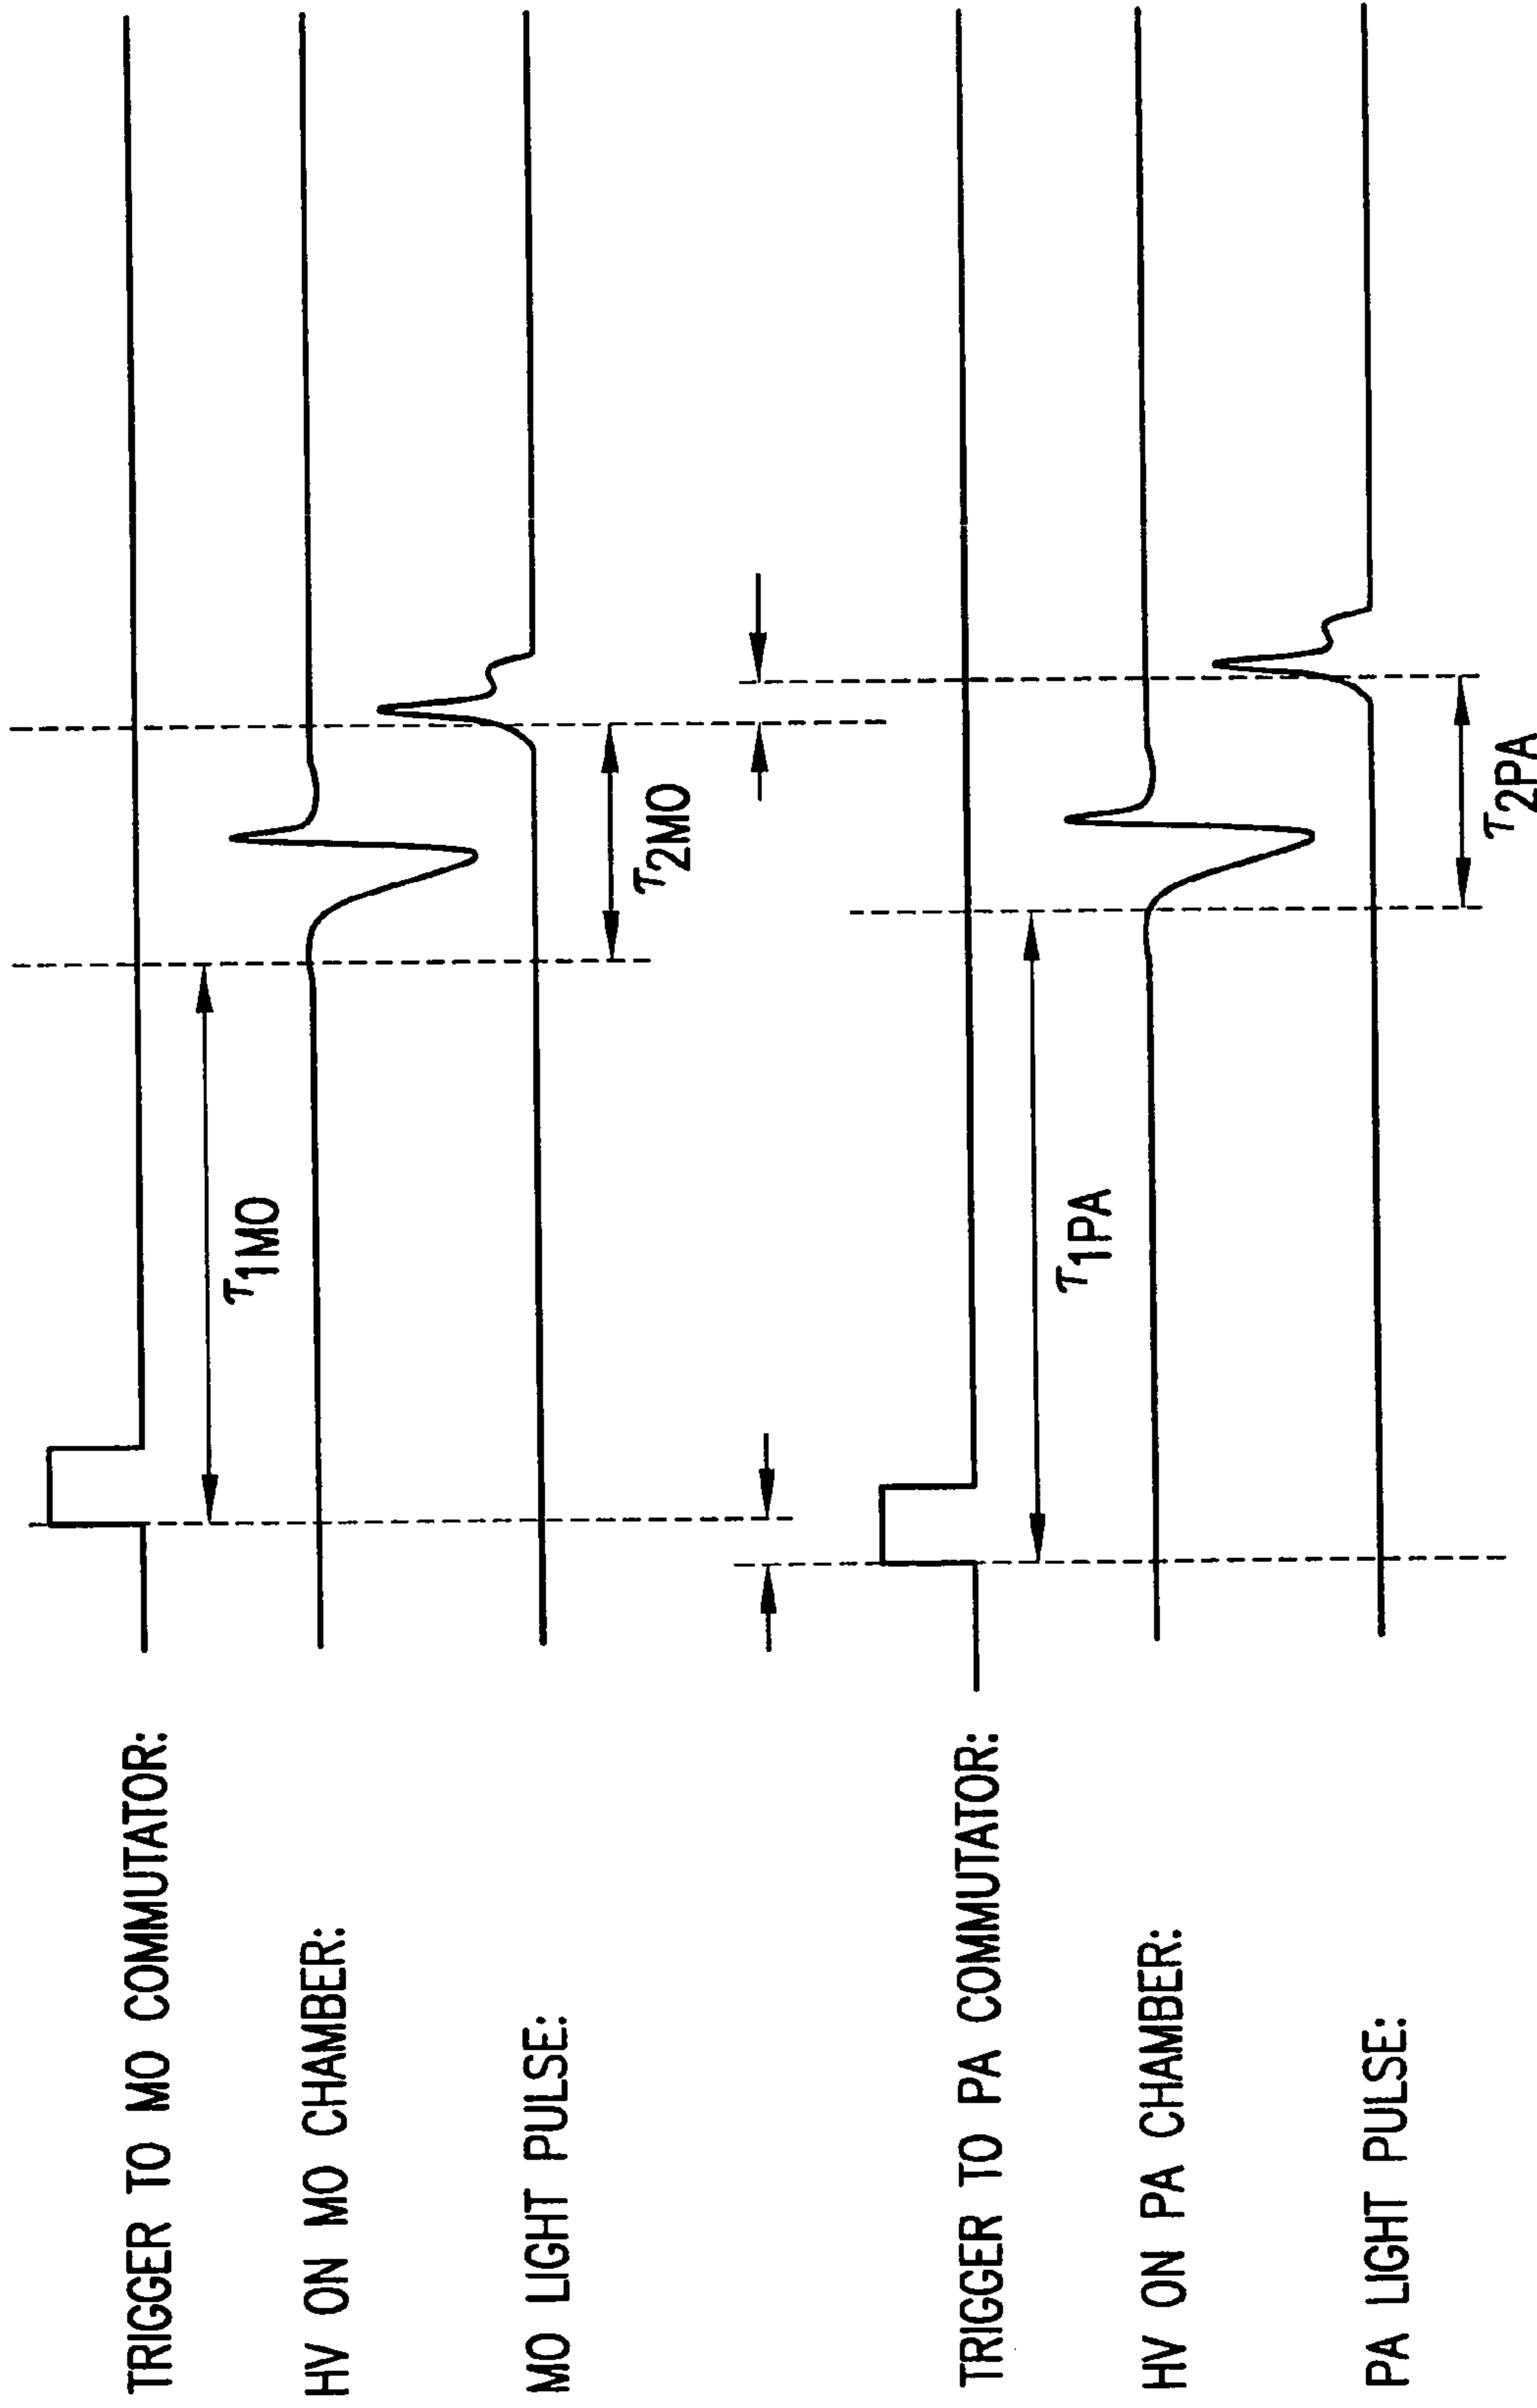 TRIGGER TO MO COMMUTATOR:
τ1MO
HV ON MO CHAMBER:
τ2MO
MO LIGHT PULSE:
TRIGGER TO PA COMMUTATOR:
τ1PA
HV ON PA CHAMBER:
τ2PA
PA LIGHT PULSE: